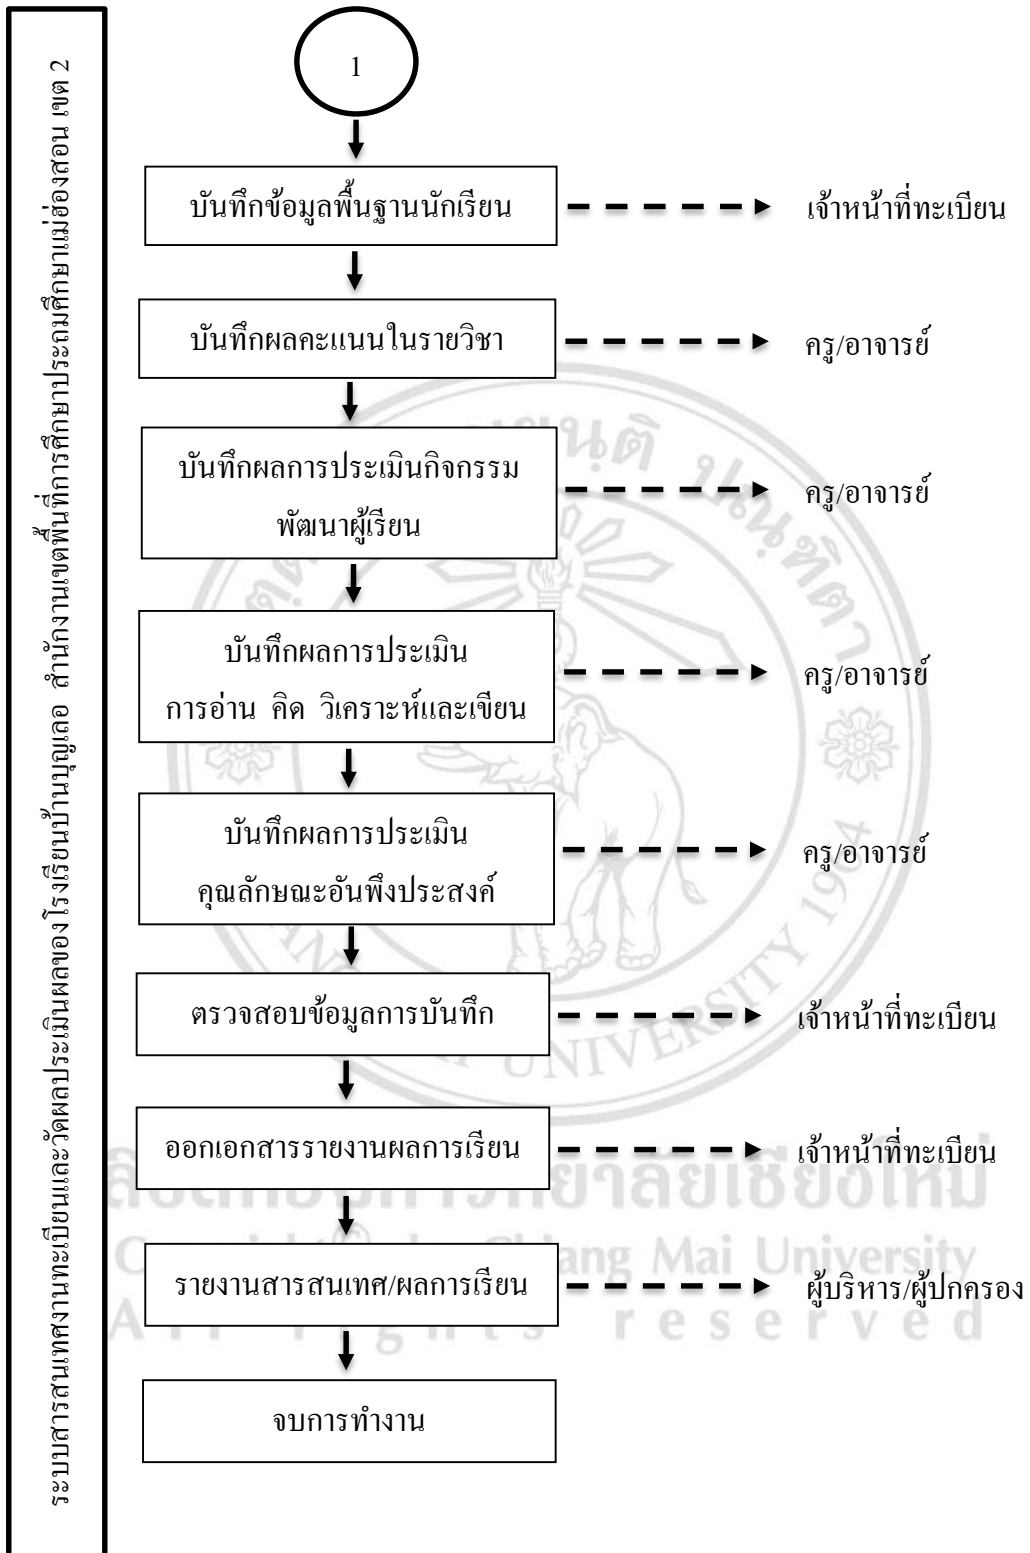 ระบบสารสนเทศงานทะเบียนและวัดผลประเมินผลของโรงเรียนบ้านบุญเลอ สำนักงานเขตพื้นที่การศึกษาประถมศึกษาแม่ฮ่องสอน เขต 2
1
บันทึกข้อมูลพื้นฐานนักเรียน
เจ้าหน้าที่ทะเบียน
บันทึกผลคะแนนในรายวิชา
ครู/อาจารย์
บันทึกผลการประเมินกิจกรรม
พัฒนาผู้เรียน
ครู/อาจารย์
บันทึกผลการประเมิน
การอ่าน คิด วิเคราะห์และเขียน
ครู/อาจารย์
บันทึกผลการประเมิน
คุณลักษณะอันพึงประสงค์
ครู/อาจารย์
ตรวจสอบข้อมูลการบันทึก
เจ้าหน้าที่ทะเบียน
ออกเอกสารรายงานผลการเรียน
เจ้าหน้าที่ทะเบียน
รายงานสารสนเทศ/ผลการเรียน
ผู้บริหาร/ผู้ปกครอง
จบการทำงาน
UNIVERSITY 1964
ยาลัยเชียงใหม่
Chiang Mai University
All rights reserved